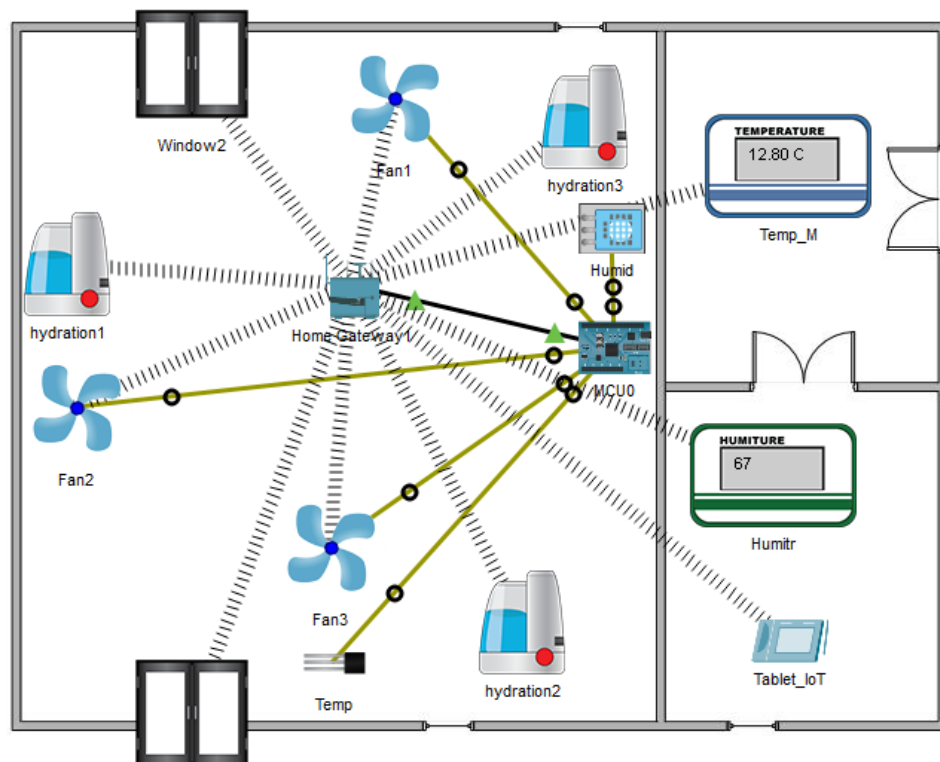 Window2
Fan1
hydration3
TEMPERATURE
12.80 C
Temp_M
Humid
hydration1
Home Gateway1
MCU0
Fan2
HUMITURE
67
Humitr
Fan3
Temp
hydration2
Tablet_IoT